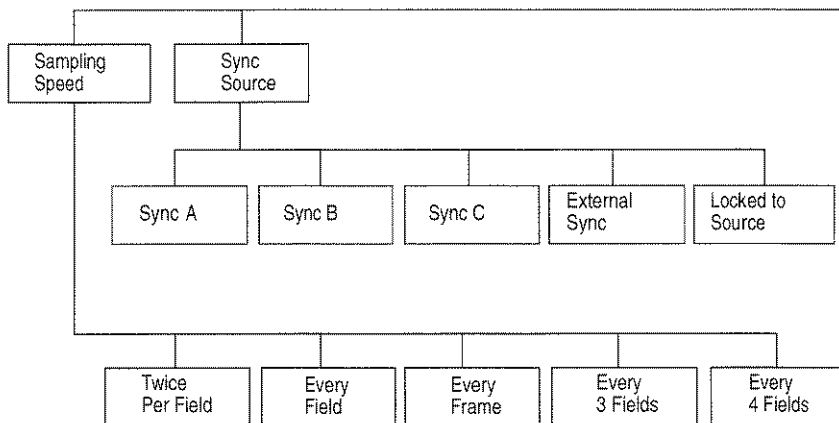 Sampling
Speed
Sync
Source
Sync A
Sync B
Sync C
External
Sync
Locked to
Source
Twice
Per Field
Every
Field
Every
Frame
Every
3 Fields
Every
4 Fields